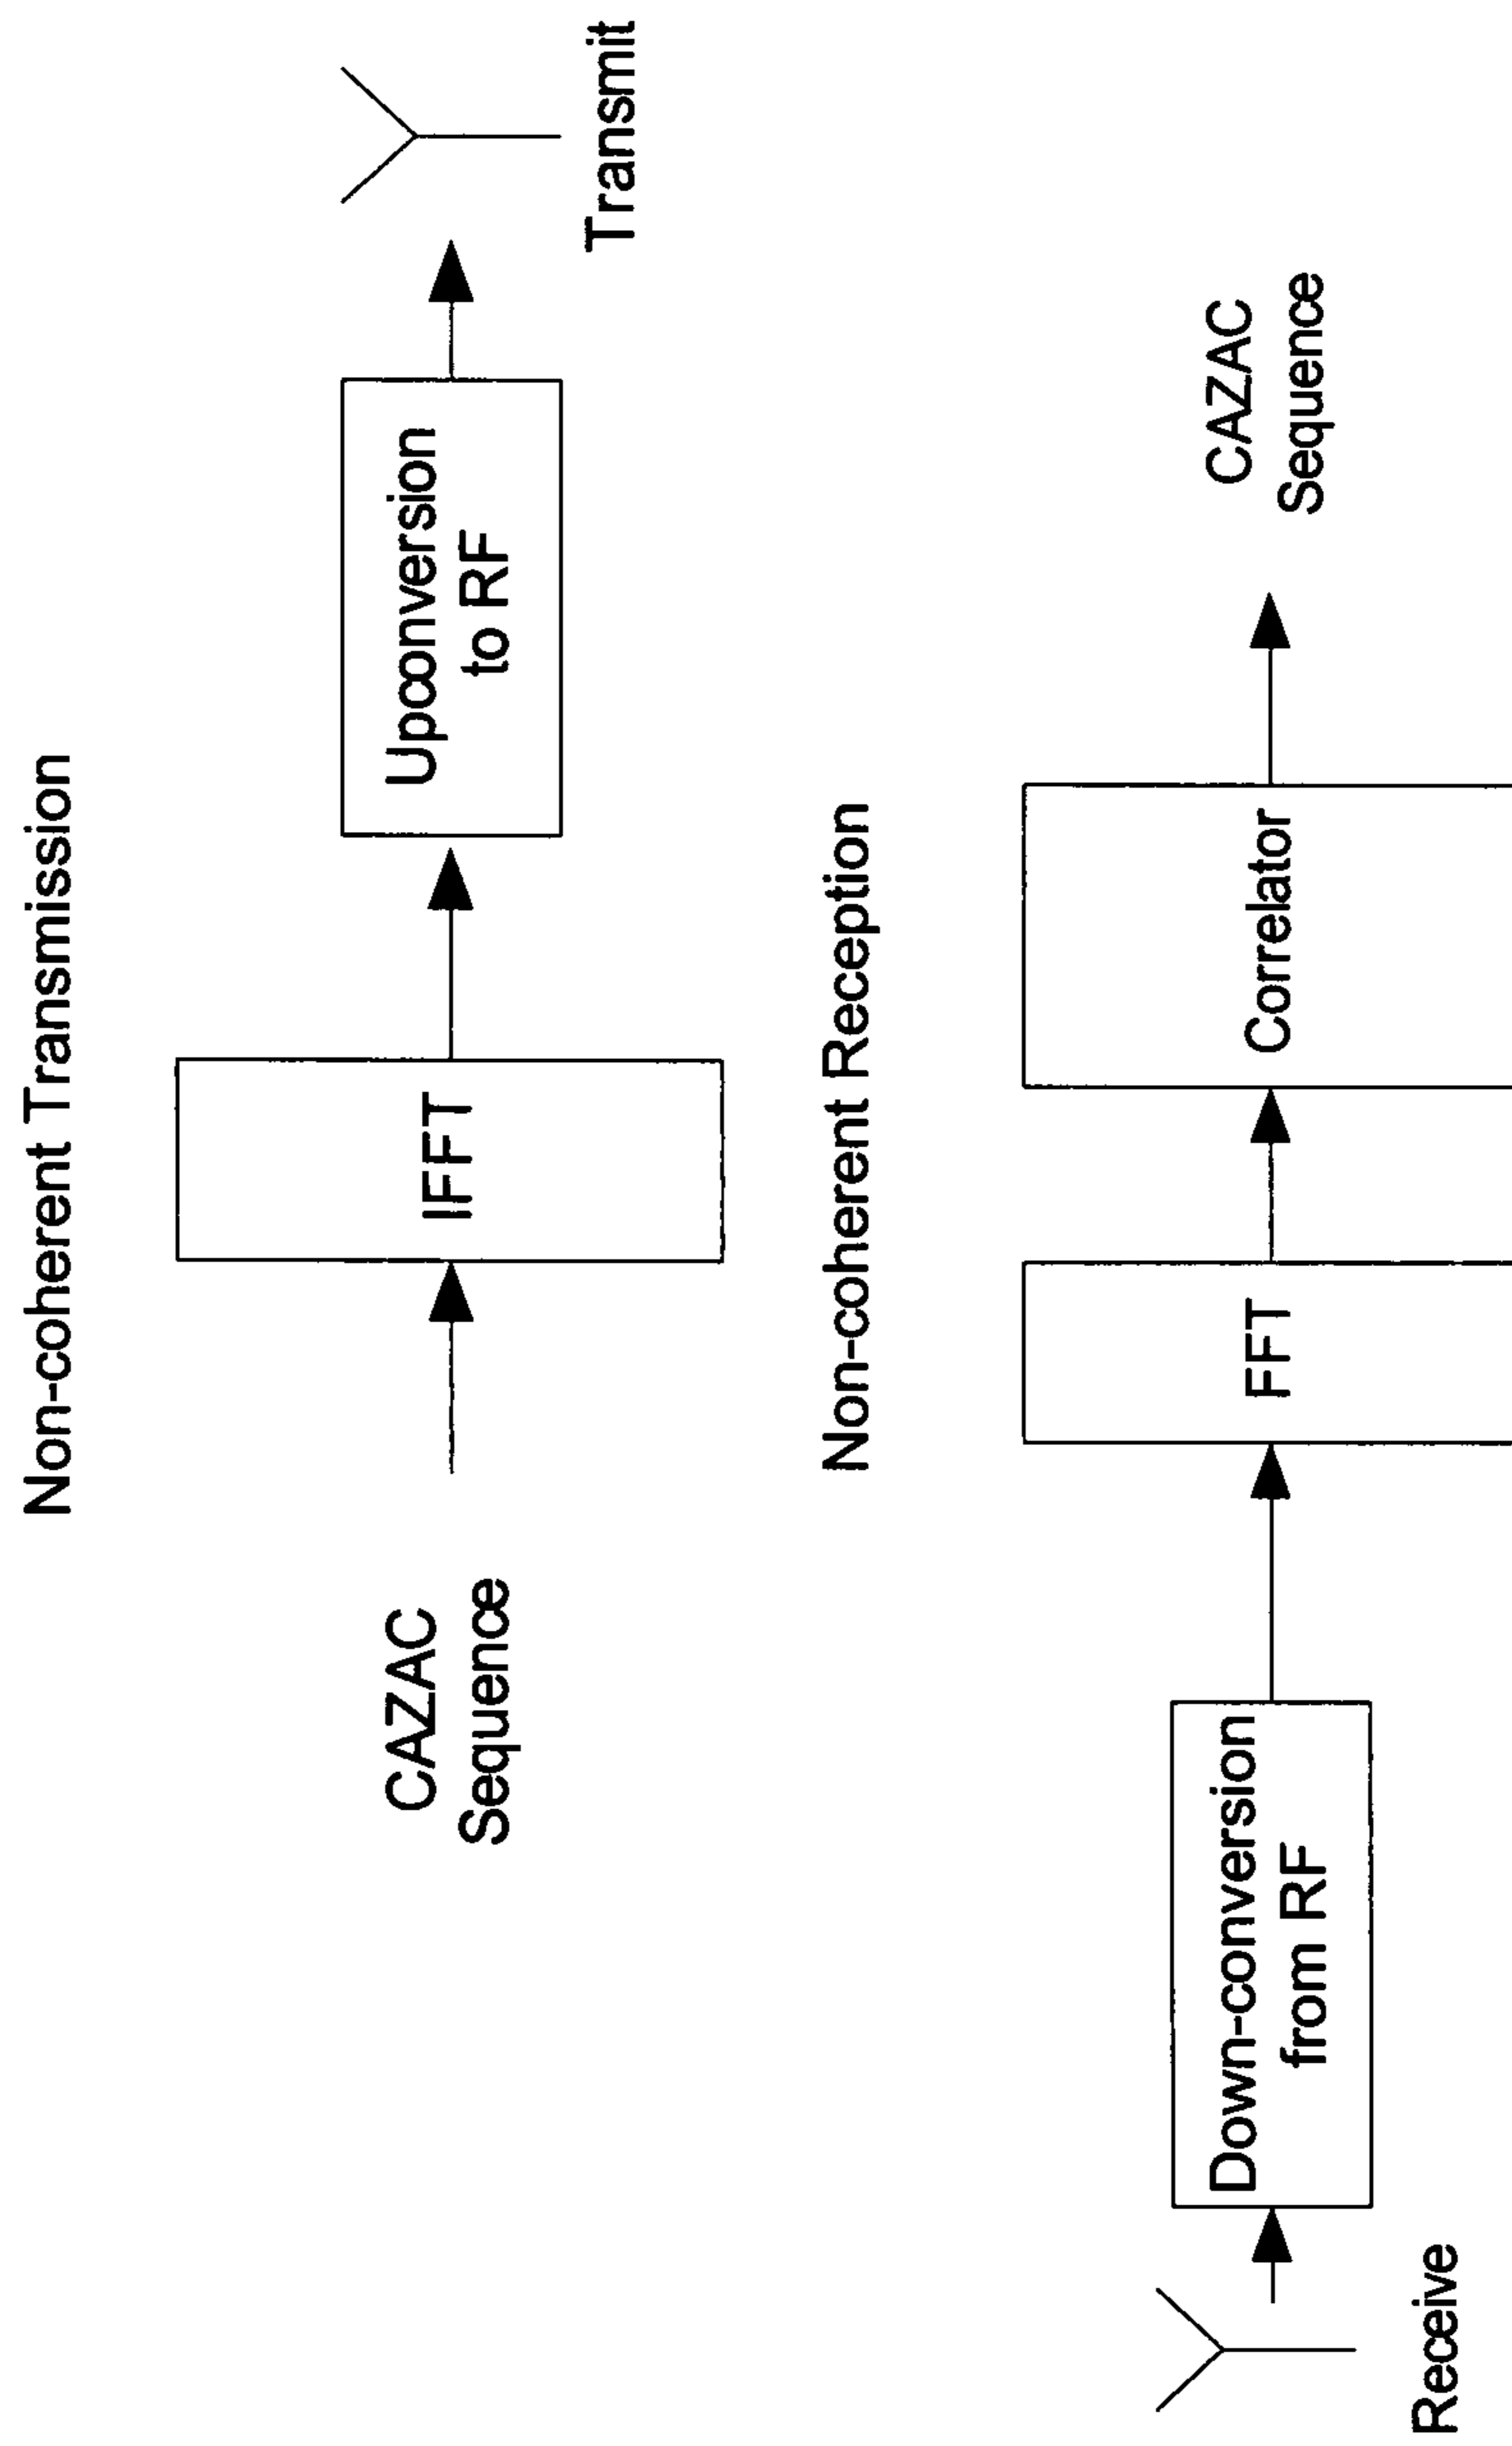 Non-coherent Transmission
CAZAC
Sequence
IFFT
Upconversion
to RF
Transmit
Non-coherent Reception
Receive
Down-conversion
from RF
FFT
Correlator
CAZAC
Sequence